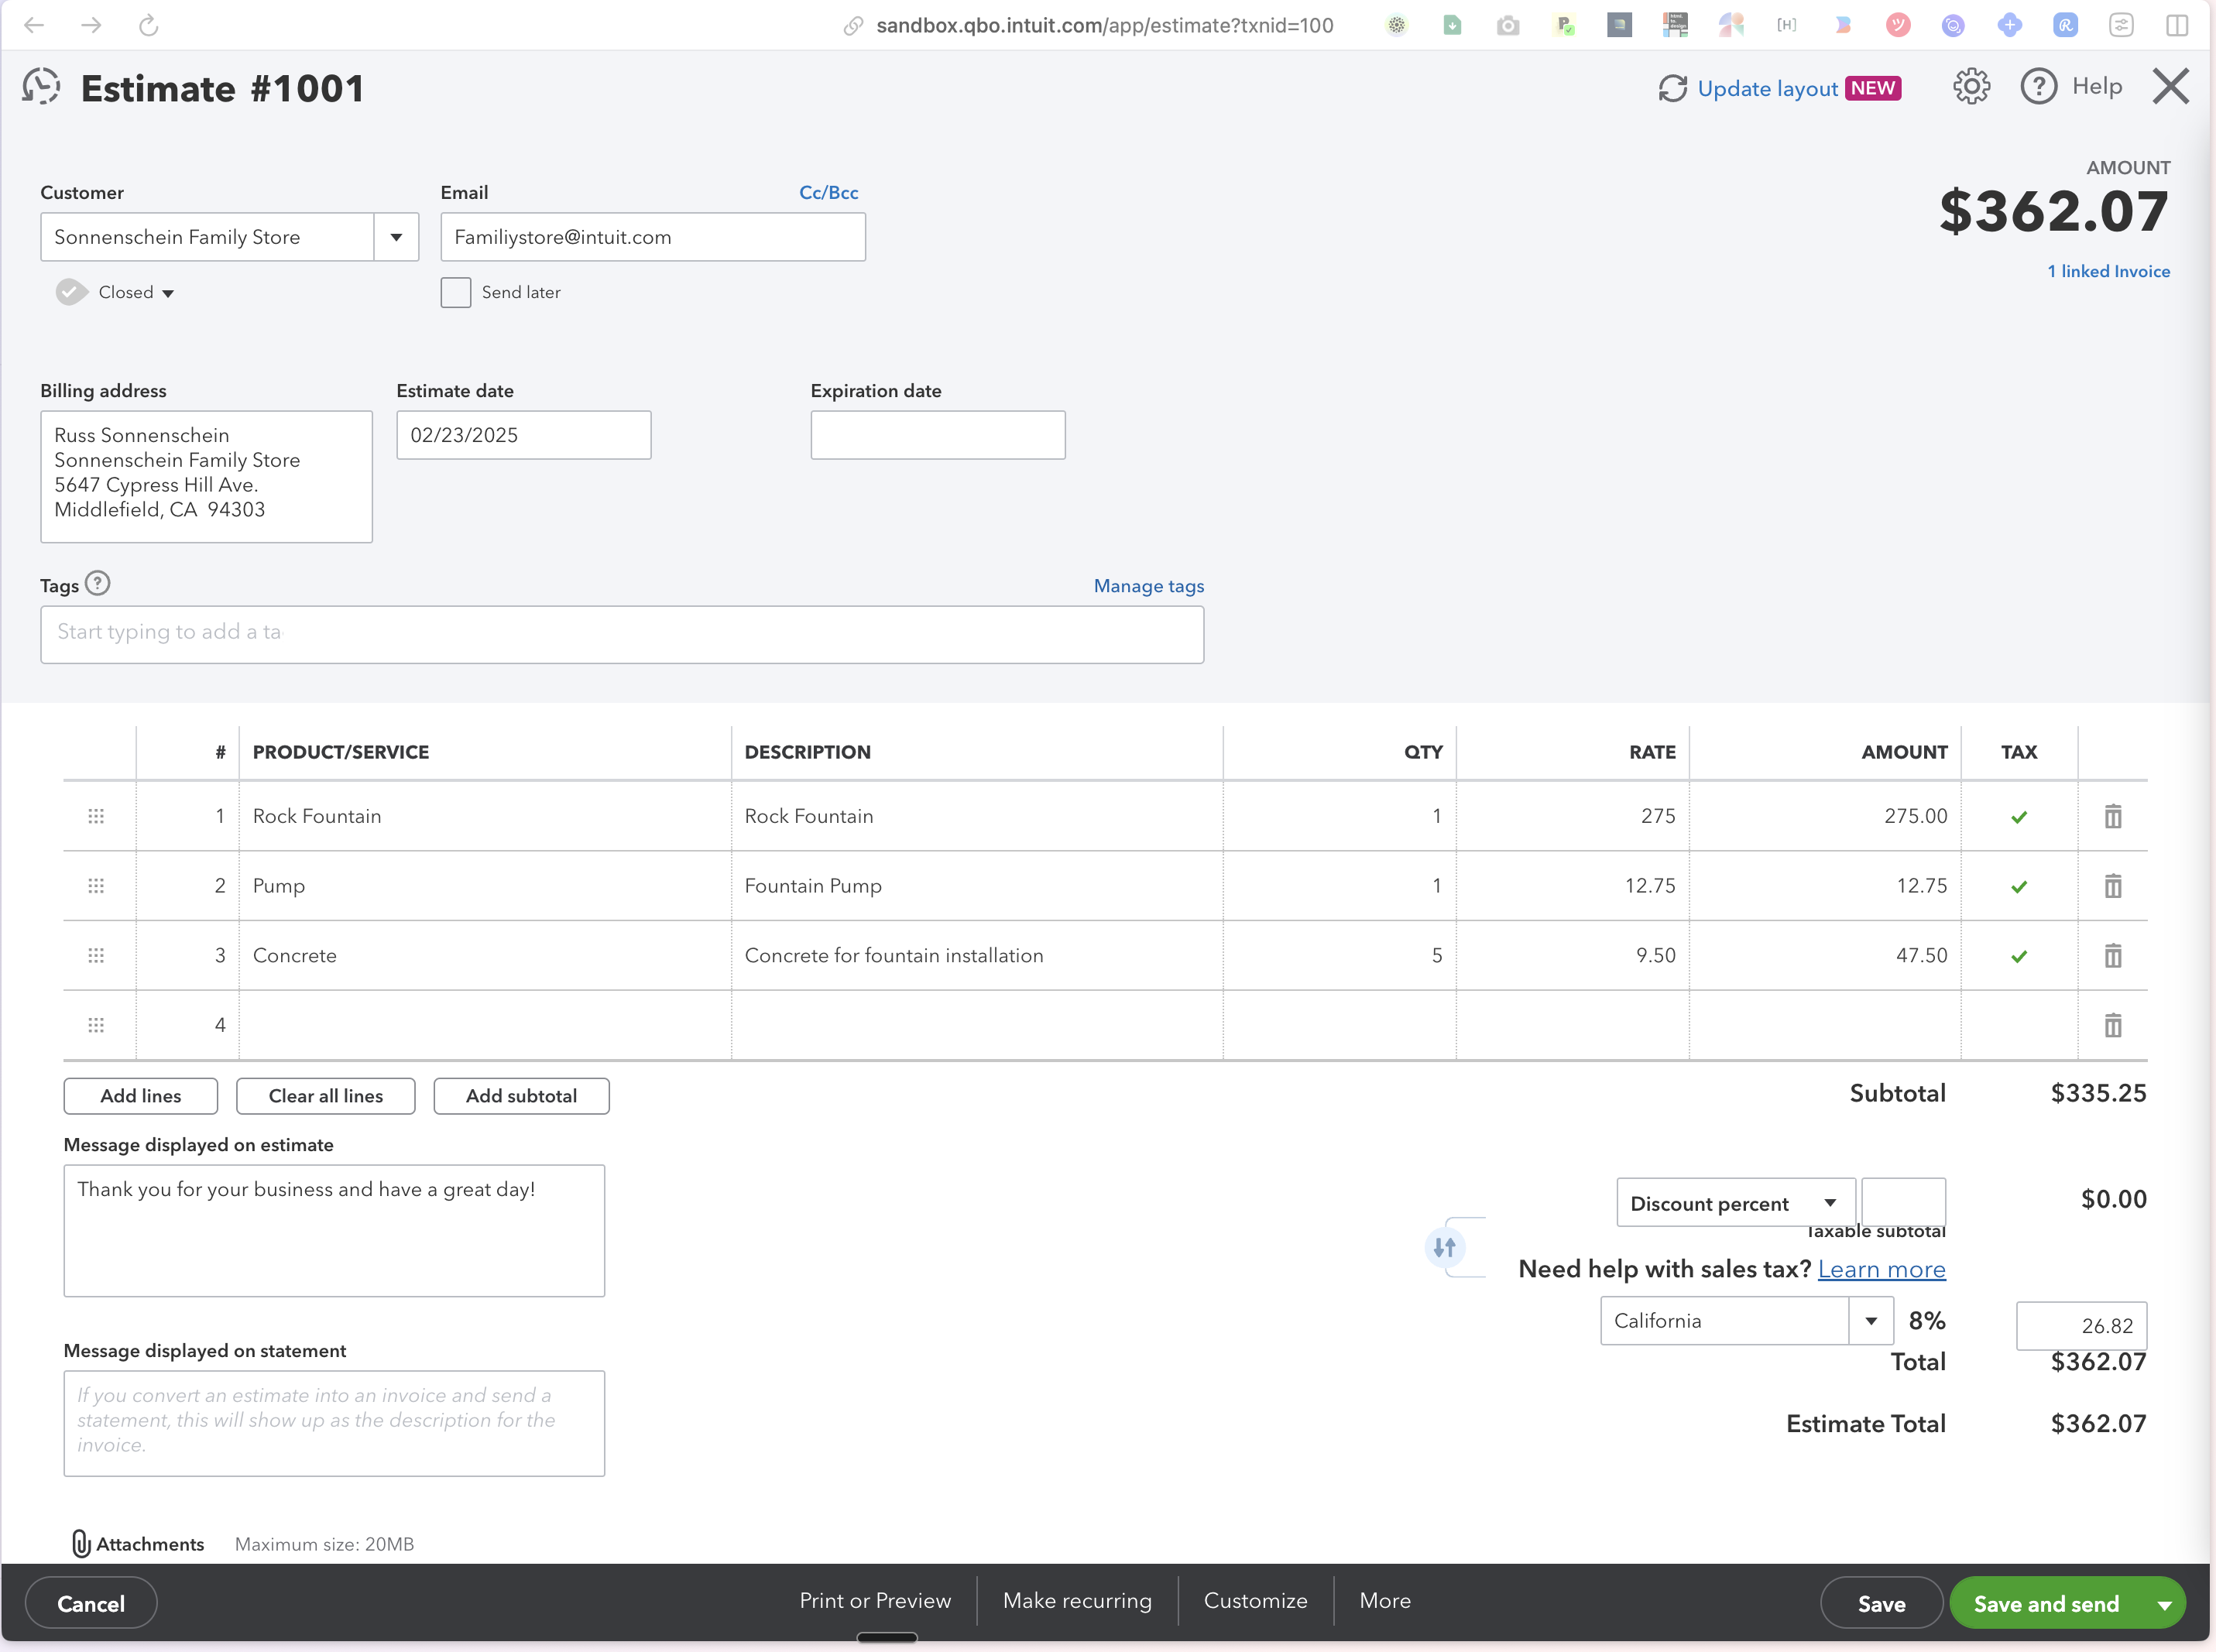 sandbox.qbo.intuit.com/app/estimate?txnid=100
Estimate #1001
Update layout NEW
Help
AMOUNT
$362.07
1 linked Invoice
Customer
Email
Cc/Bcc
Sonnenschein Family Store
Familiystore@intuit.com
Closed
Send later
Billing address
Estimate date
Expiration date
Russ Sonnenschein
Sonnenschein Family Store
5647 Cypress Hill Ave.
Middlefield, CA 94303
02/23/2025
Tags
Manage tags
Start typing to add a ta
# PRODUCT/SERVICE DESCRIPTION QTY RATE AMOUNT TAX
1 Rock Fountain Rock Fountain 1 275 275.00
2 Pump Fountain Pump 1 12.75 12.75
3 Concrete Concrete for fountain installation 5 9.50 47.50
4
Add lines
Clear all lines
Add subtotal
Subtotal $335.25
Message displayed on estimate
Thank you for your business and have a great day!
Discount percent $0.00
Taxable subtotal
Need help with sales tax? Learn more
California 8% 26.82
Total $362.07
Estimate Total $362.07
Message displayed on statement
If you convert an estimate into an invoice and send a
statement, this will show up as the description for the
invoice.
Attachments Maximum size: 20MB
Cancel
Print or Preview
Make recurring
Customize
More
Save
Save and send